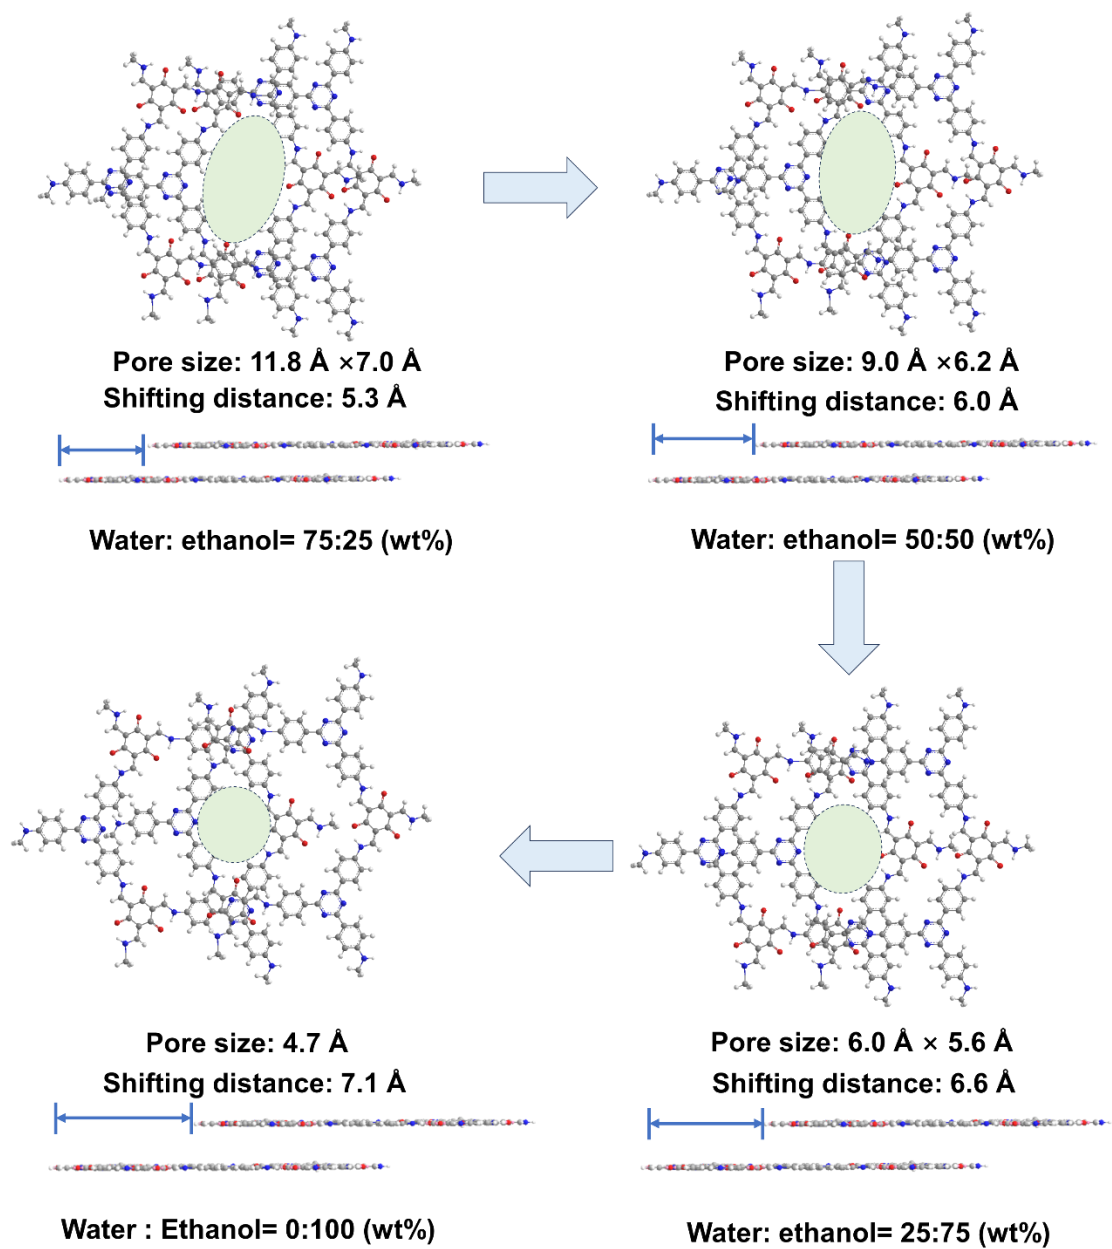 Pore size: 11.8 Å ×7.0 Å
Shifting distance: 5.3 Å
Water: ethanol= 75:25 (wt%)
Pore size: 9.0 Å ×6.2 Å
Shifting distance: 6.0 Å
Water: ethanol= 50:50 (wt%)
Pore size: 4.7 Å
Shifting distance: 7.1 Å
Water : Ethanol= 0:100 (wt%)
Pore size: 6.0 Å × 5.6 Å
Shifting distance: 6.6 Å
Water: ethanol= 25:75 (wt%)